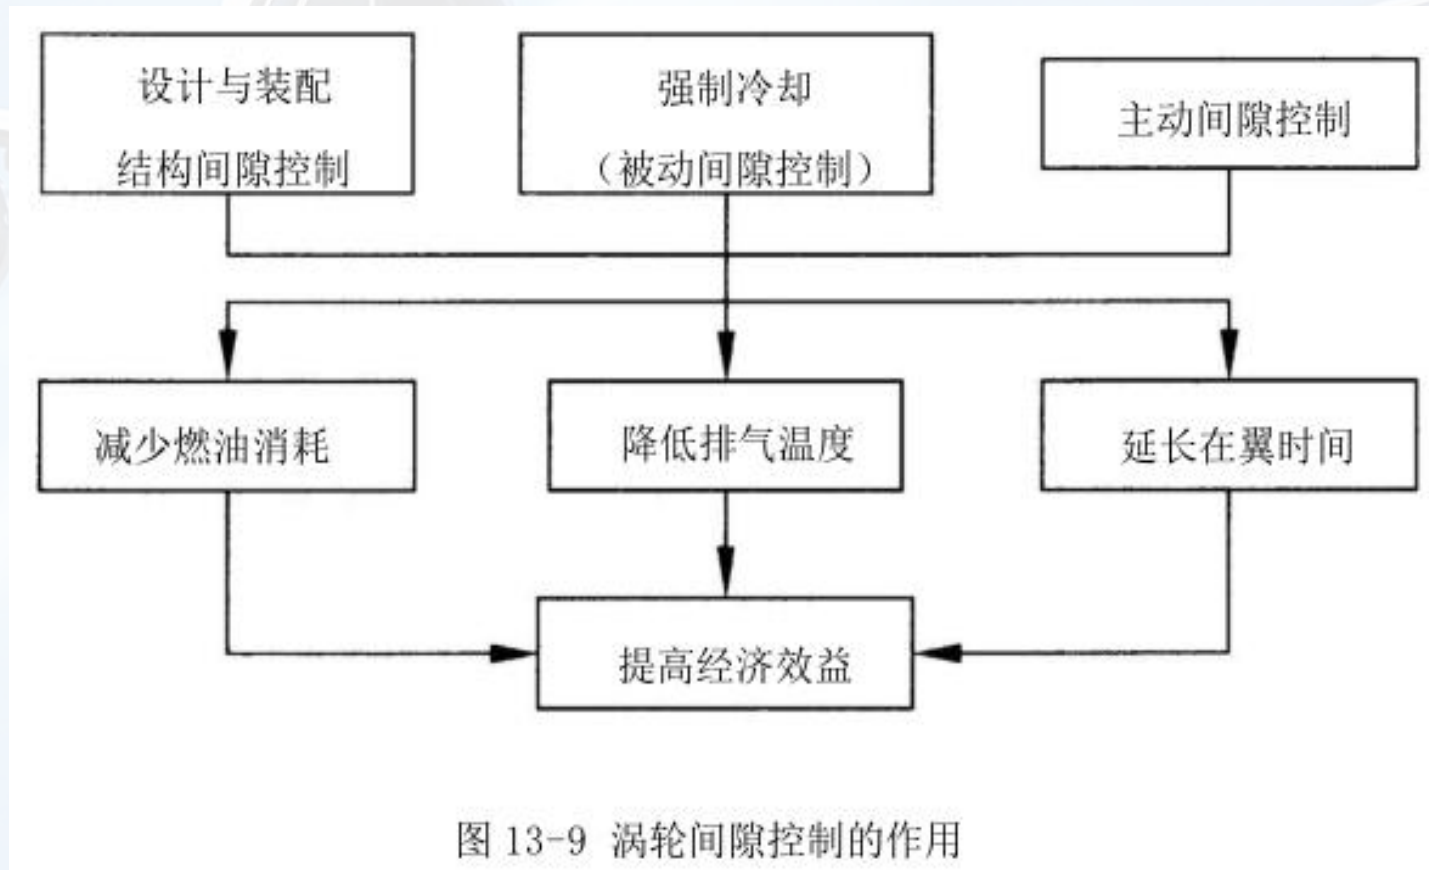 设计与装配
结构间隙控制
强制冷却
（被动间隙控制）
主动间隙控制
减少燃油消耗
降低排气温度
延长在翼时间
提高经济效益
图 13-9 涡轮间隙控制的作用